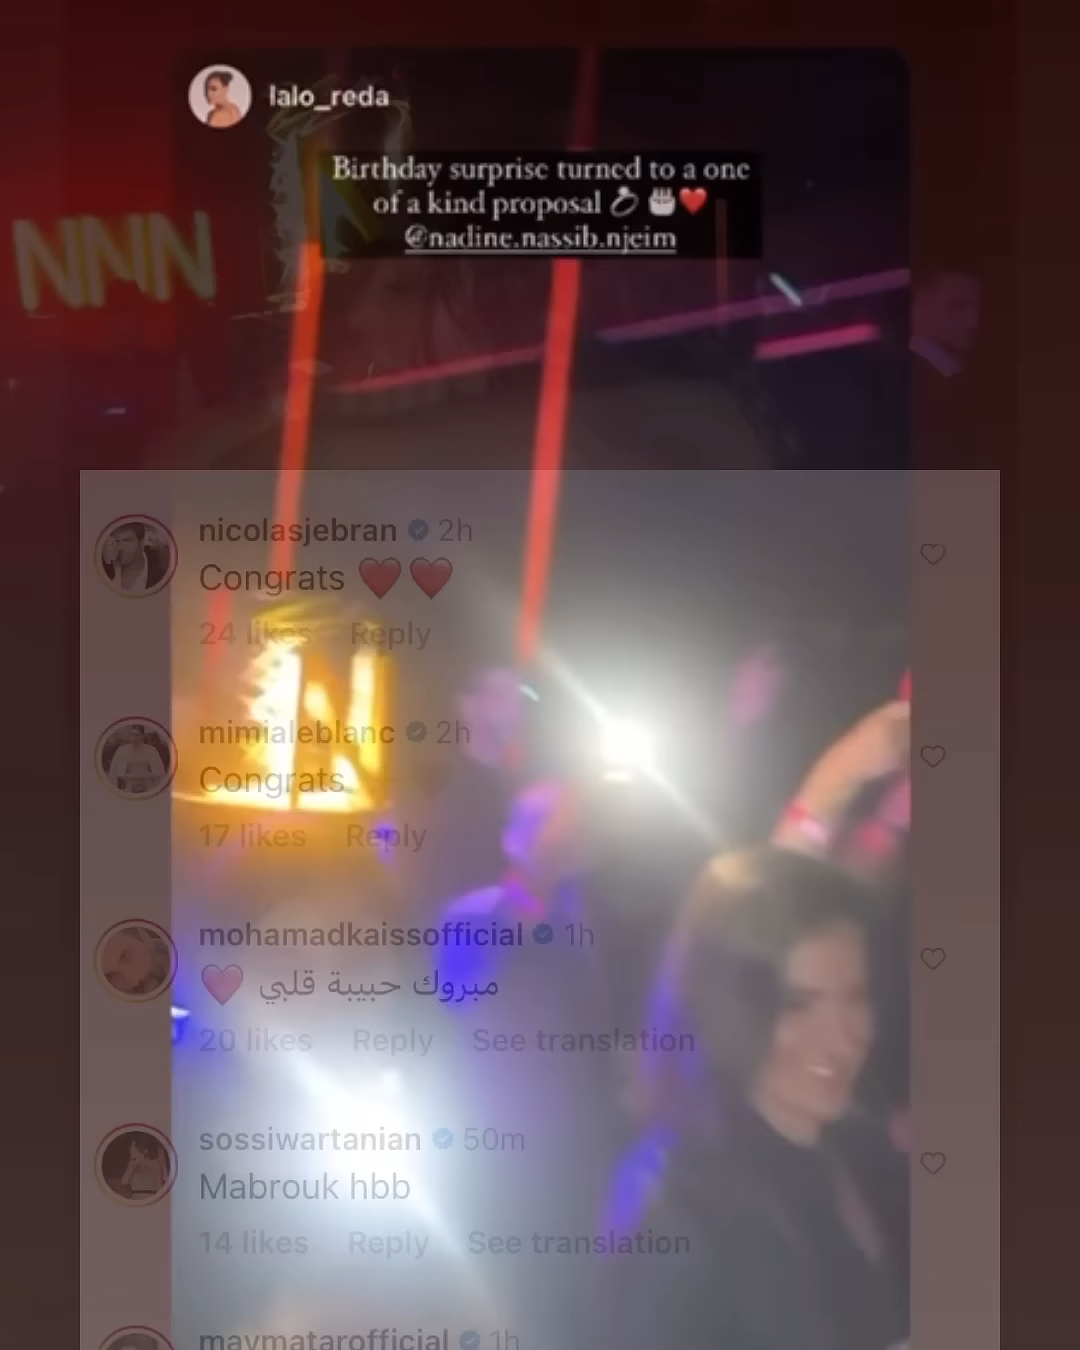 lalo_reda
Birthday surprise turned to a one
of a kind proposal 💍 🎂❤️
@nadine.nassib.njeim
NNN
nicolasjebran 2h
Congrats ❤️❤️
24 likes Reply
mimialeblanc 2h
Congrats
17 likes Reply
mohamadkaissofficial 1h
مبروك حبيبة قلبي ❤️
20 likes Reply See translation
sossiwartanian 50m
Mabrouk hbb
14 likes Reply See translation
maymatarofficial 1h